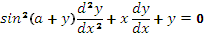 sin²(a + y) d²y/dx² + x dy/dx + y = 0